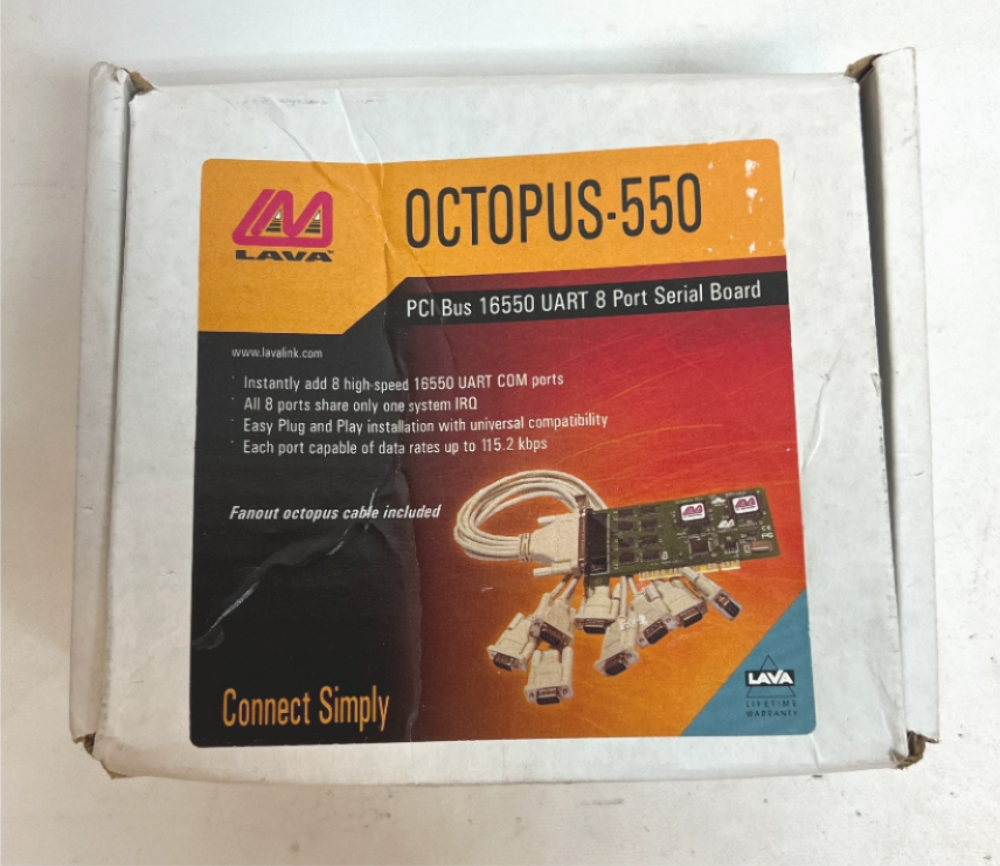 LAVA™
OCTOPUS-550
PCI Bus 16550 UART 8 Port Serial Board
www.lavalink.com
· Instantly add 8 high-speed 16550 UART COM ports
· All 8 ports share only one system IRQ
· Easy Plug and Play installation with universal compatibility
· Each port capable of data rates up to 115.2 kbps
Fanout octopus cable included
Connect Simply
LAVA
LIFETIME
WARRANTY